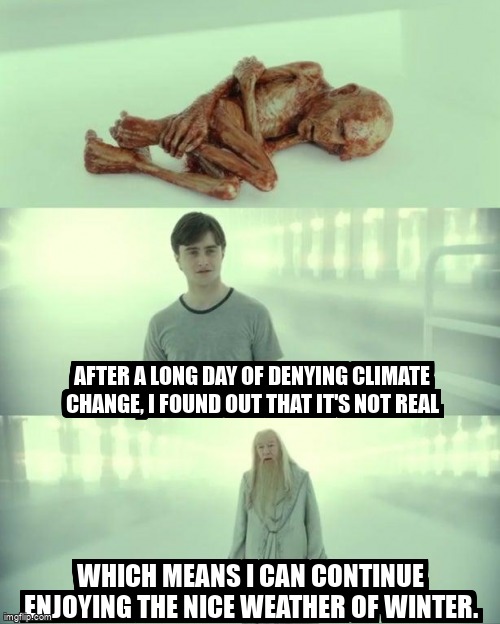 AFTER A LONG DAY OF DENYING CLIMATE
CHANGE, I FOUND OUT THAT IT'S NOT REAL
WHICH MEANS I CAN CONTINUE
ENJOYING THE NICE WEATHER OF WINTER.
imgflip.com